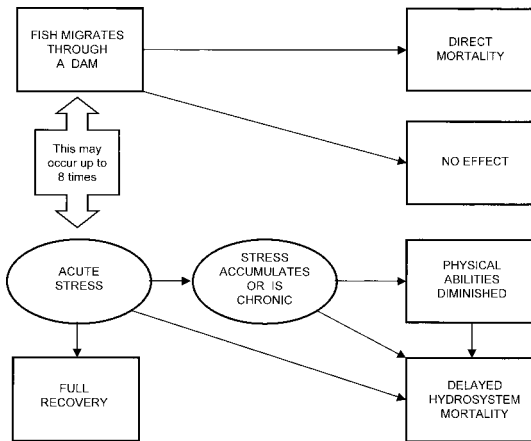 FISH MIGRATES
THROUGH
A DAM
DIRECT
MORTALITY
This may
occur up to
8 times
NO EFFECT
ACUTE
STRESS
STRESS
ACCUMULATES
OR IS
CHRONIC
PHYSICAL
ABILITIES
DIMINISHED
FULL
RECOVERY
DELAYED
HYDROSYSTEM
MORTALITY